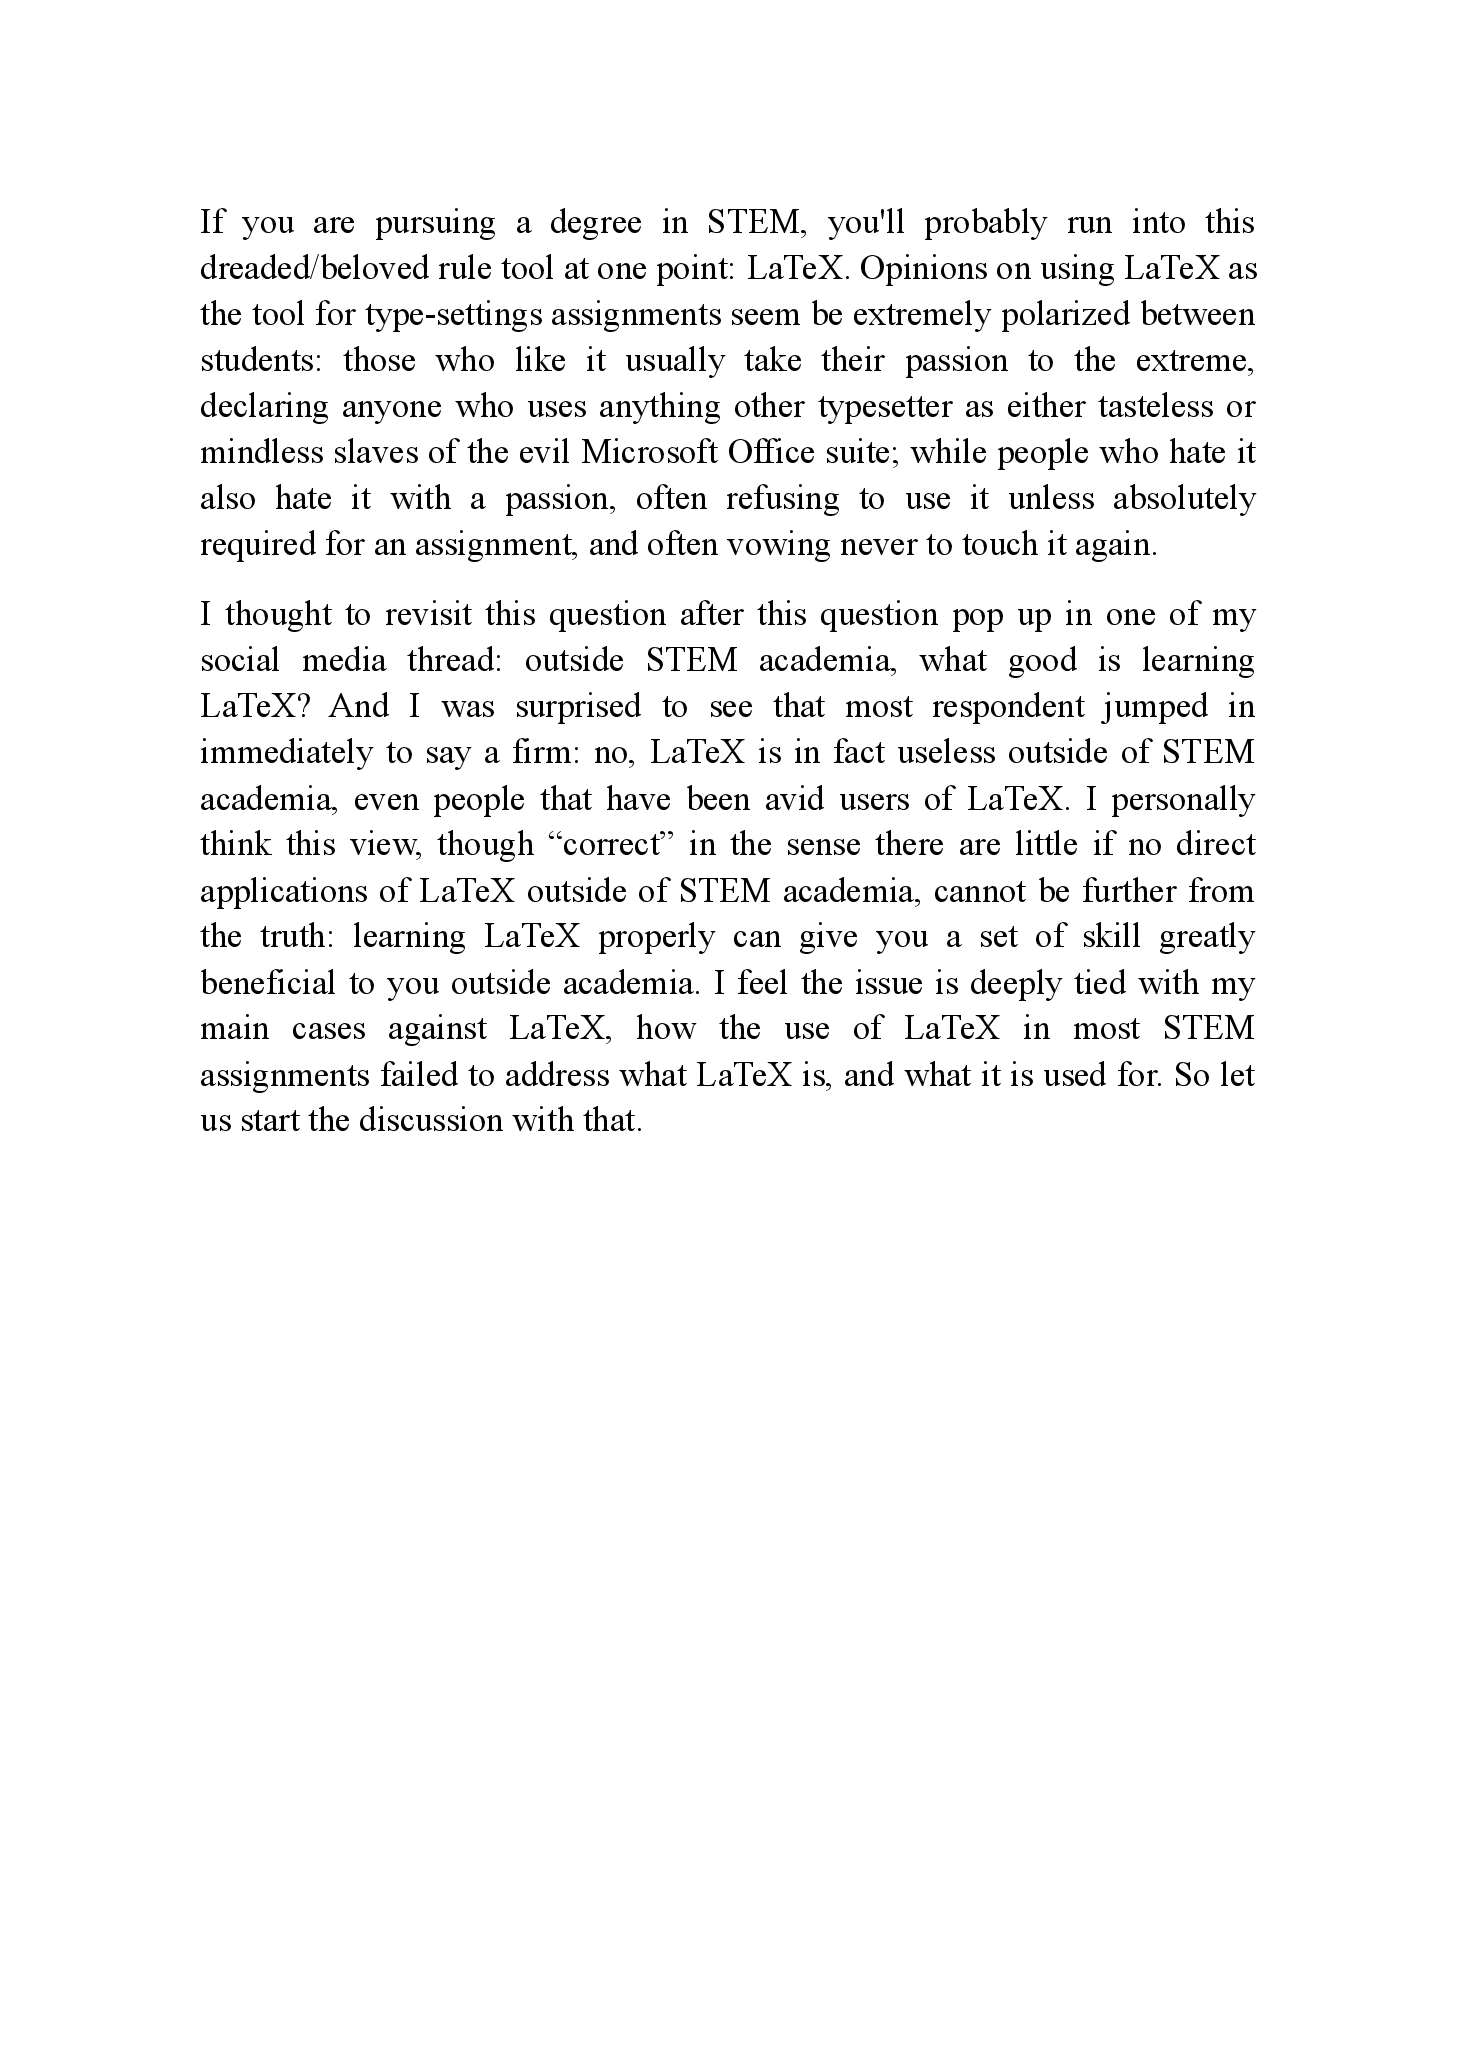 If you are pursuing a degree in STEM, you'll probably run into this
dreaded/beloved rule tool at one point: LaTeX. Opinions on using LaTeX as
the tool for type-settings assignments seem be extremely polarized between
students: those who like it usually take their passion to the extreme,
declaring anyone who uses anything other typesetter as either tasteless or
mindless slaves of the evil Microsoft Office suite; while people who hate it
also hate it with a passion, often refusing to use it unless absolutely
required for an assignment, and often vowing never to touch it again.
I thought to revisit this question after this question pop up in one of my
social media thread: outside STEM academia, what good is learning
LaTeX? And I was surprised to see that most respondent jumped in
immediately to say a firm: no, LaTeX is in fact useless outside of STEM
academia, even people that have been avid users of LaTeX. I personally
think this view, though “correct” in the sense there are little if no direct
applications of LaTeX outside of STEM academia, cannot be further from
the truth: learning LaTeX properly can give you a set of skill greatly
beneficial to you outside academia. I feel the issue is deeply tied with my
main cases against LaTeX, how the use of LaTeX in most STEM
assignments failed to address what LaTeX is, and what it is used for. So let
us start the discussion with that.